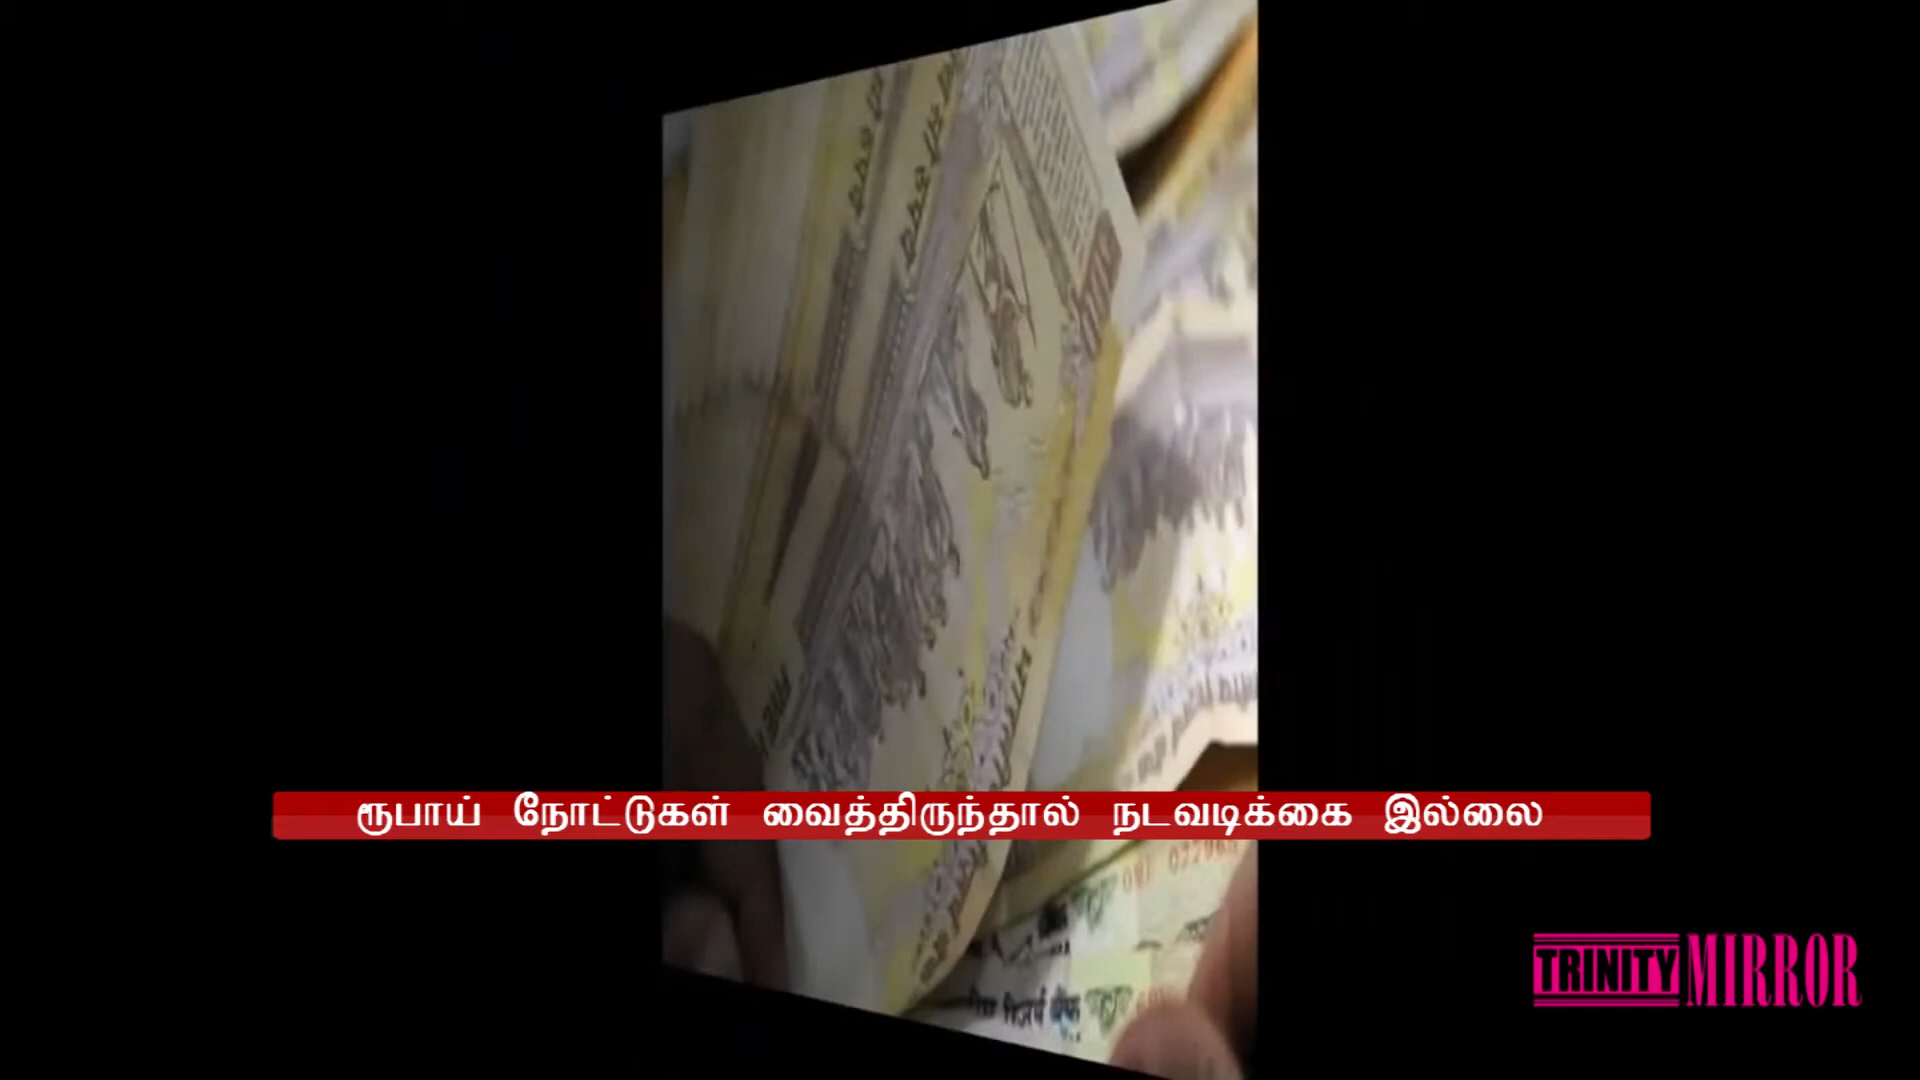 ரூபாய் நோட்டுகள் வைத்திருந்தால் நடவடிக்கை இல்லை
TRINITY MIRROR